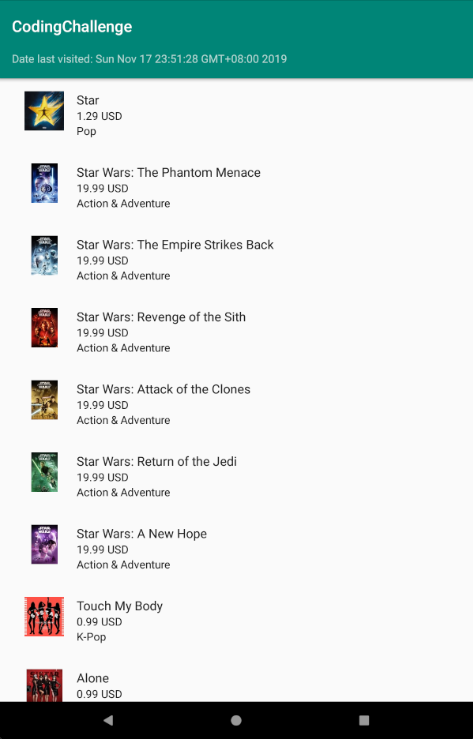 CodingChallenge
Date last visited: Sun Nov 17 23:51:28 GMT+08:00 2019
Star
1.29 USD
Pop
Star Wars: The Phantom Menace
19.99 USD
Action & Adventure
Star Wars: The Empire Strikes Back
19.99 USD
Action & Adventure
Star Wars: Revenge of the Sith
19.99 USD
Action & Adventure
Star Wars: Attack of the Clones
19.99 USD
Action & Adventure
Star Wars: Return of the Jedi
19.99 USD
Action & Adventure
Star Wars: A New Hope
19.99 USD
Action & Adventure
Touch My Body
0.99 USD
K-Pop
Alone
0.99 USD